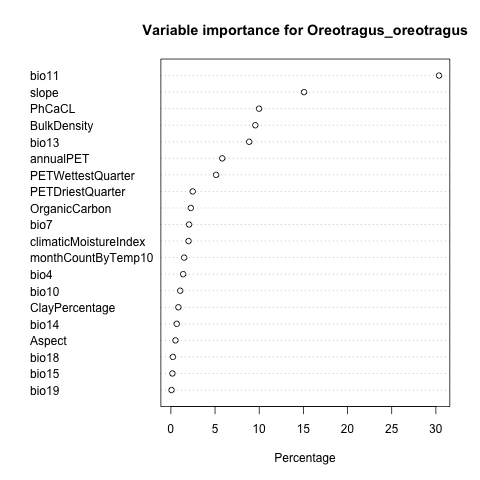 Variable importance for Oreotragus_oreotragus
bio11
slope
PhCaCL
BulkDensity
bio13
annualPET
PETWettestQuarter
PETDriestQuarter
OrganicCarbon
bio7
climaticMoistureIndex
monthCountByTemp10
bio4
bio10
ClayPercentage
bio14
Aspect
bio18
bio15
bio19
0 5 10 15 20 25 30
Percentage